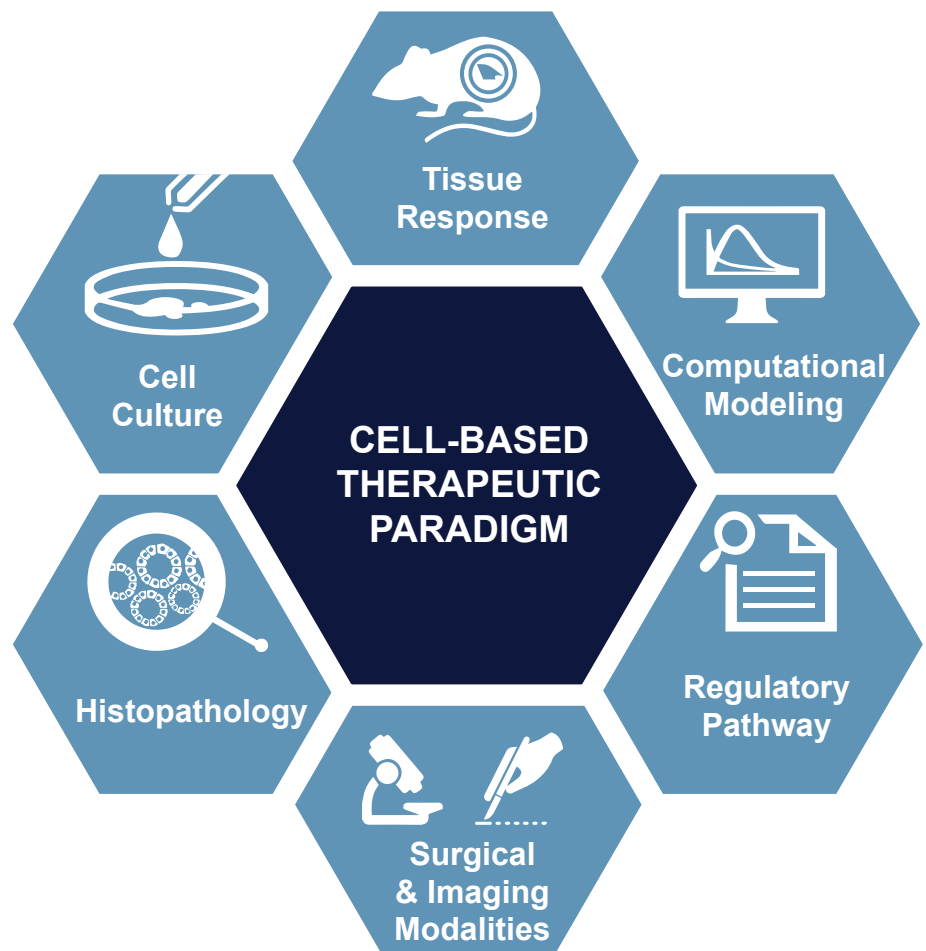 Tissue
Response
Cell
Culture
Computational
Modeling
CELL-BASED
THERAPEUTIC
PARADIGM
Histopathology
Regulatory
Pathway
Surgical
& Imaging
Modalities